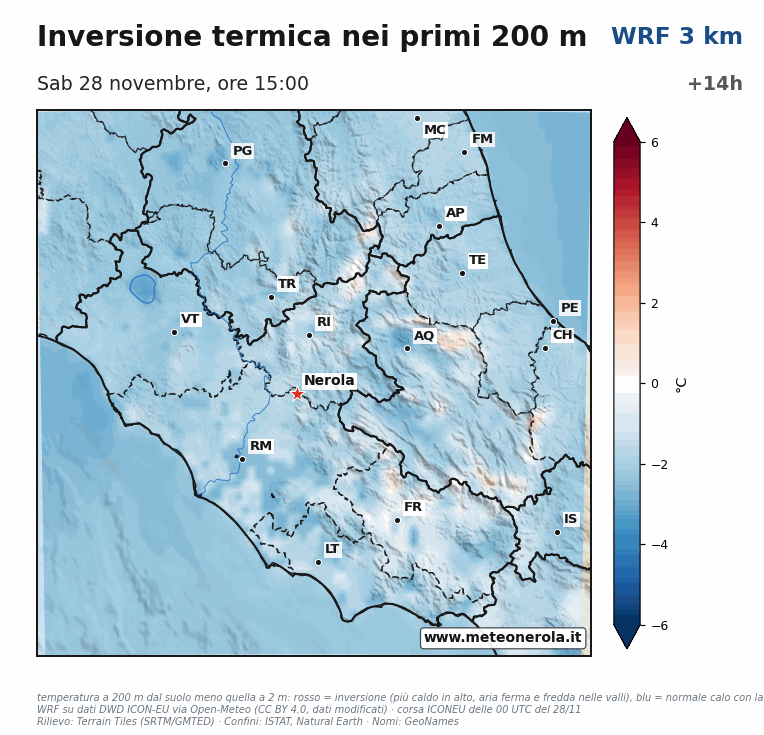 Inversione termica nei primi 200 m WRF 3 km
Sab 28 novembre, ore 15:00 +14h
MC
FM
PG
AP
TE
TR
PE
VT
RI
AQ
CH
Nerola
RM
FR
IS
LT
www.meteonerola.it
6
4
2
0
−2
−4
−6
°C
temperatura a 200 m dal suolo meno quella a 2 m: rosso = inversione (più caldo in alto, aria ferma e fredda nelle valli), blu = normale calo con la
WRF su dati DWD ICON-EU via Open-Meteo (CC BY 4.0, dati modificati) · corsa ICONEU delle 00 UTC del 28/11
Rilievo: Terrain Tiles (SRTM/GMTED) · Confini: ISTAT, Natural Earth · Nomi: GeoNames